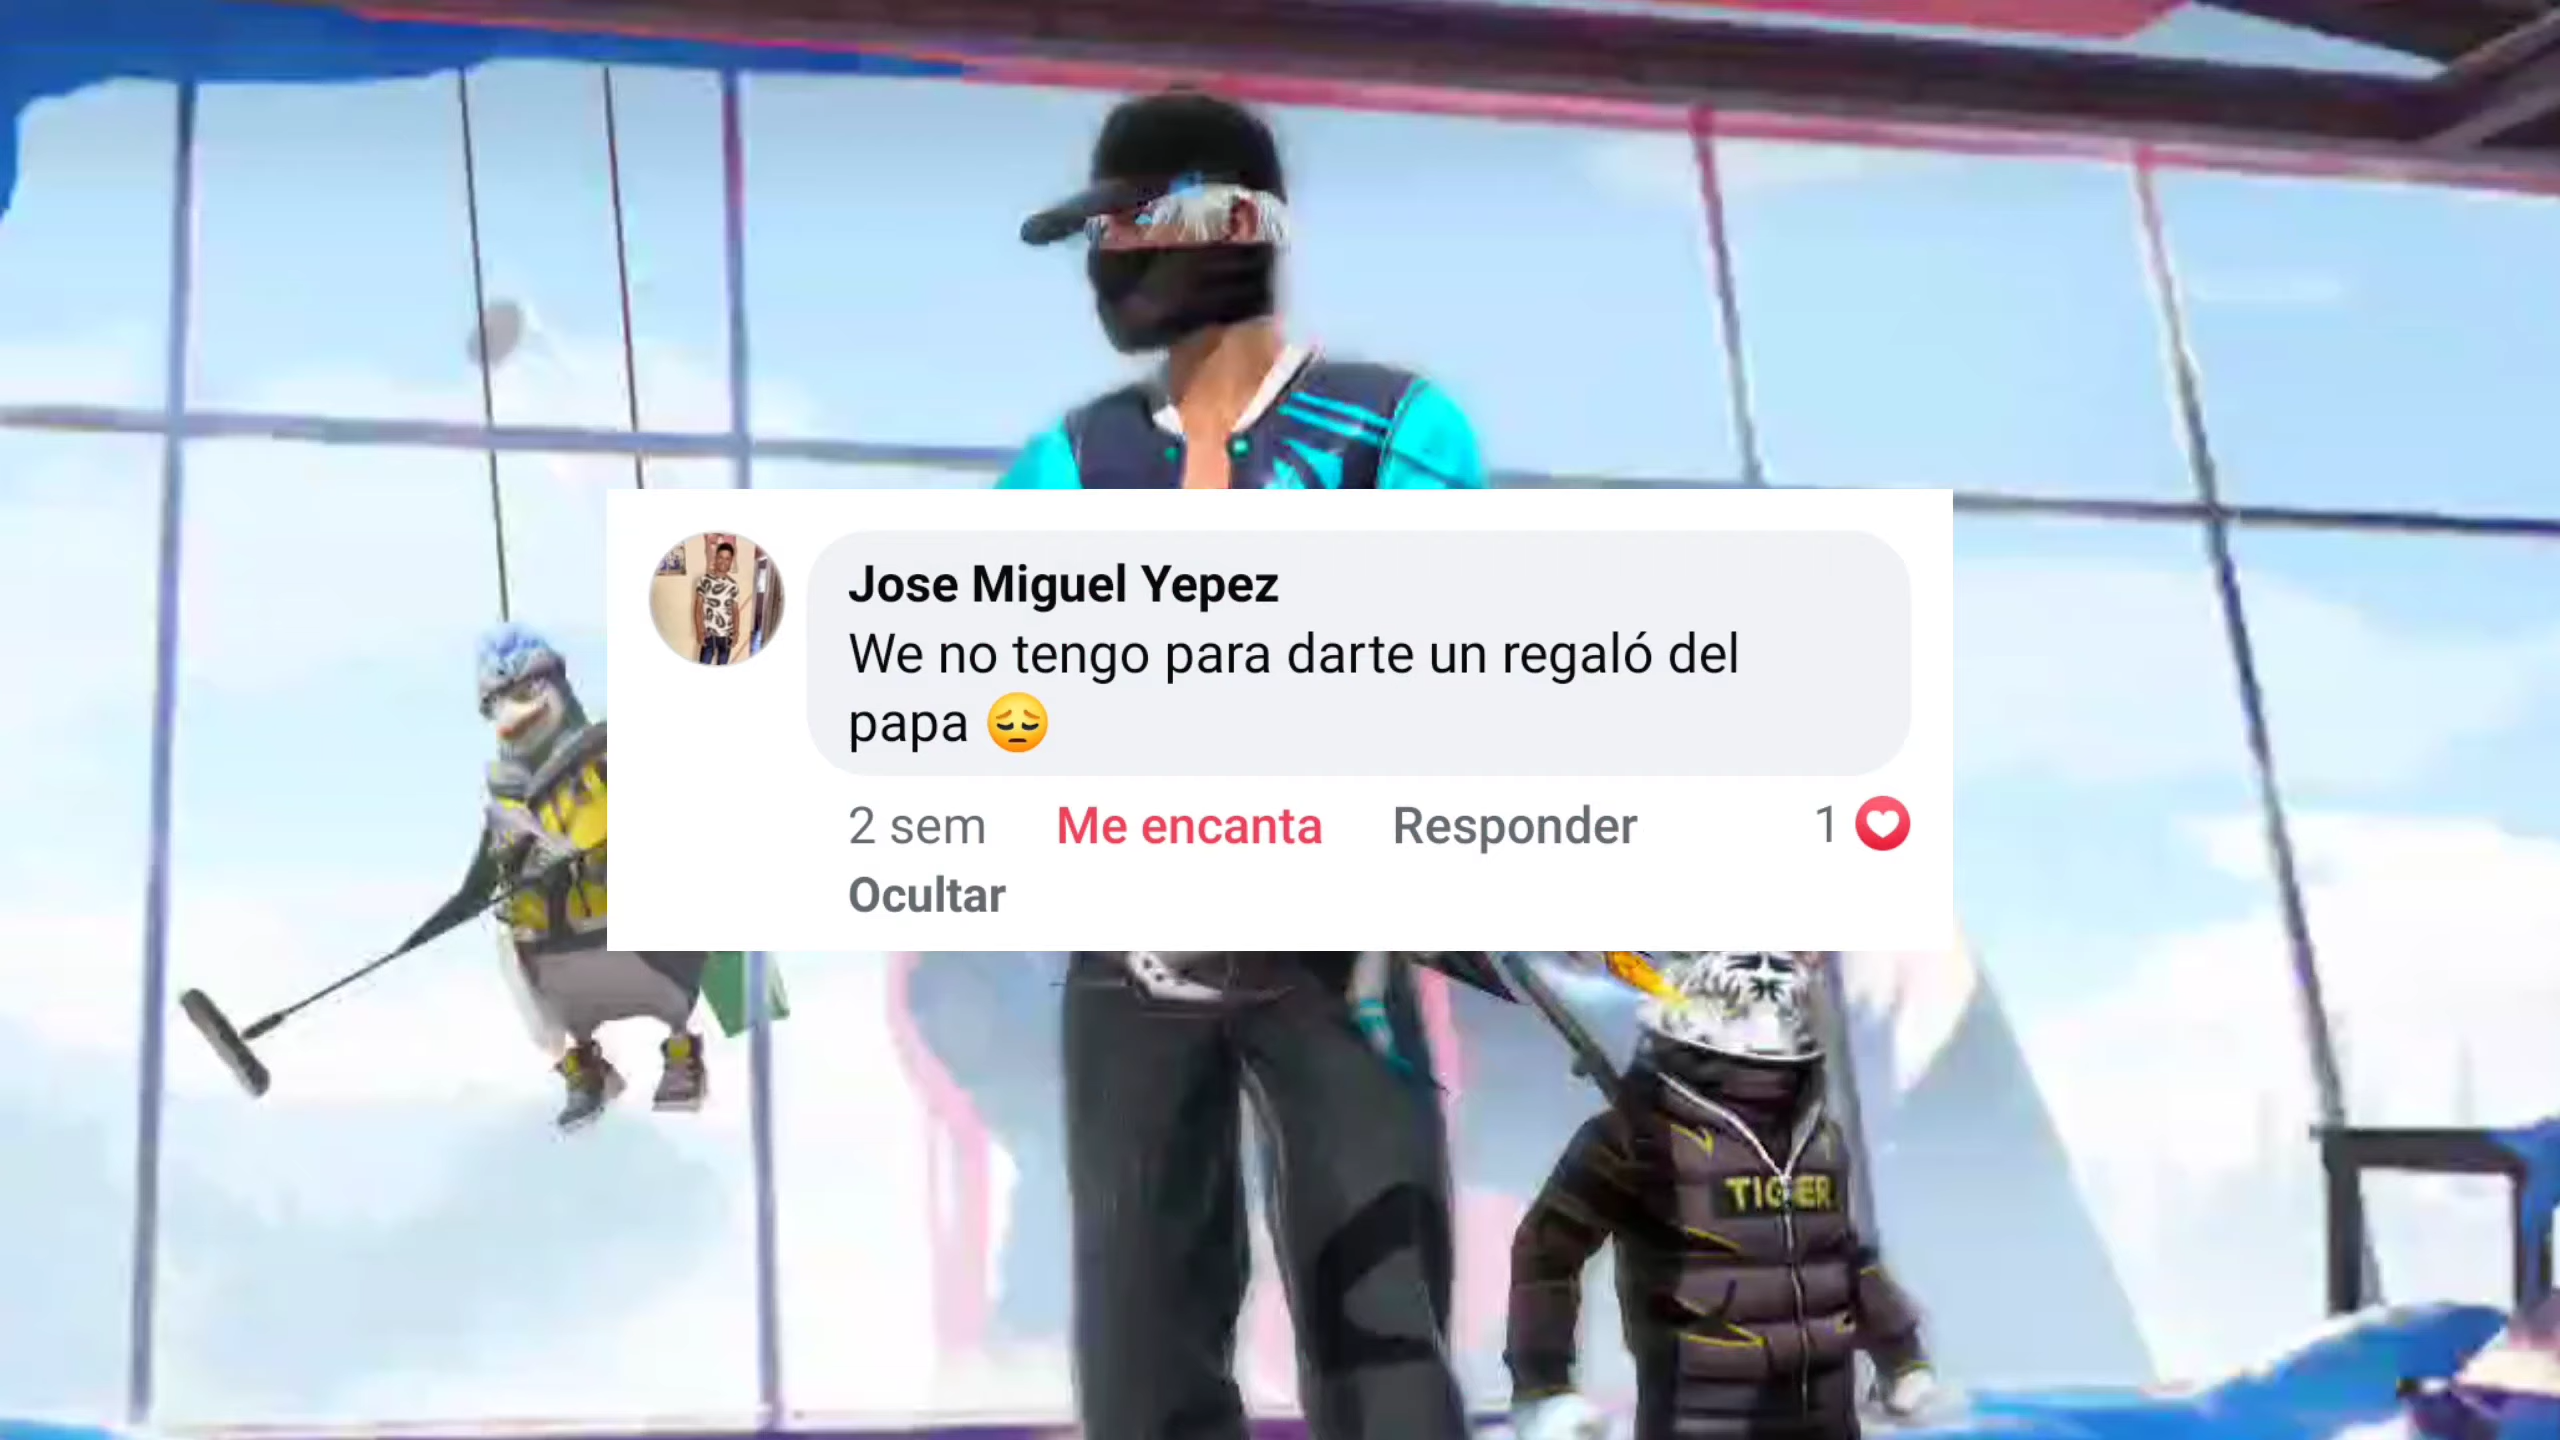 Jose Miguel Yepez
We no tengo para darte un regaló del
papa 😔
2 sem Me encanta Responder 1
Ocultar
TIGER